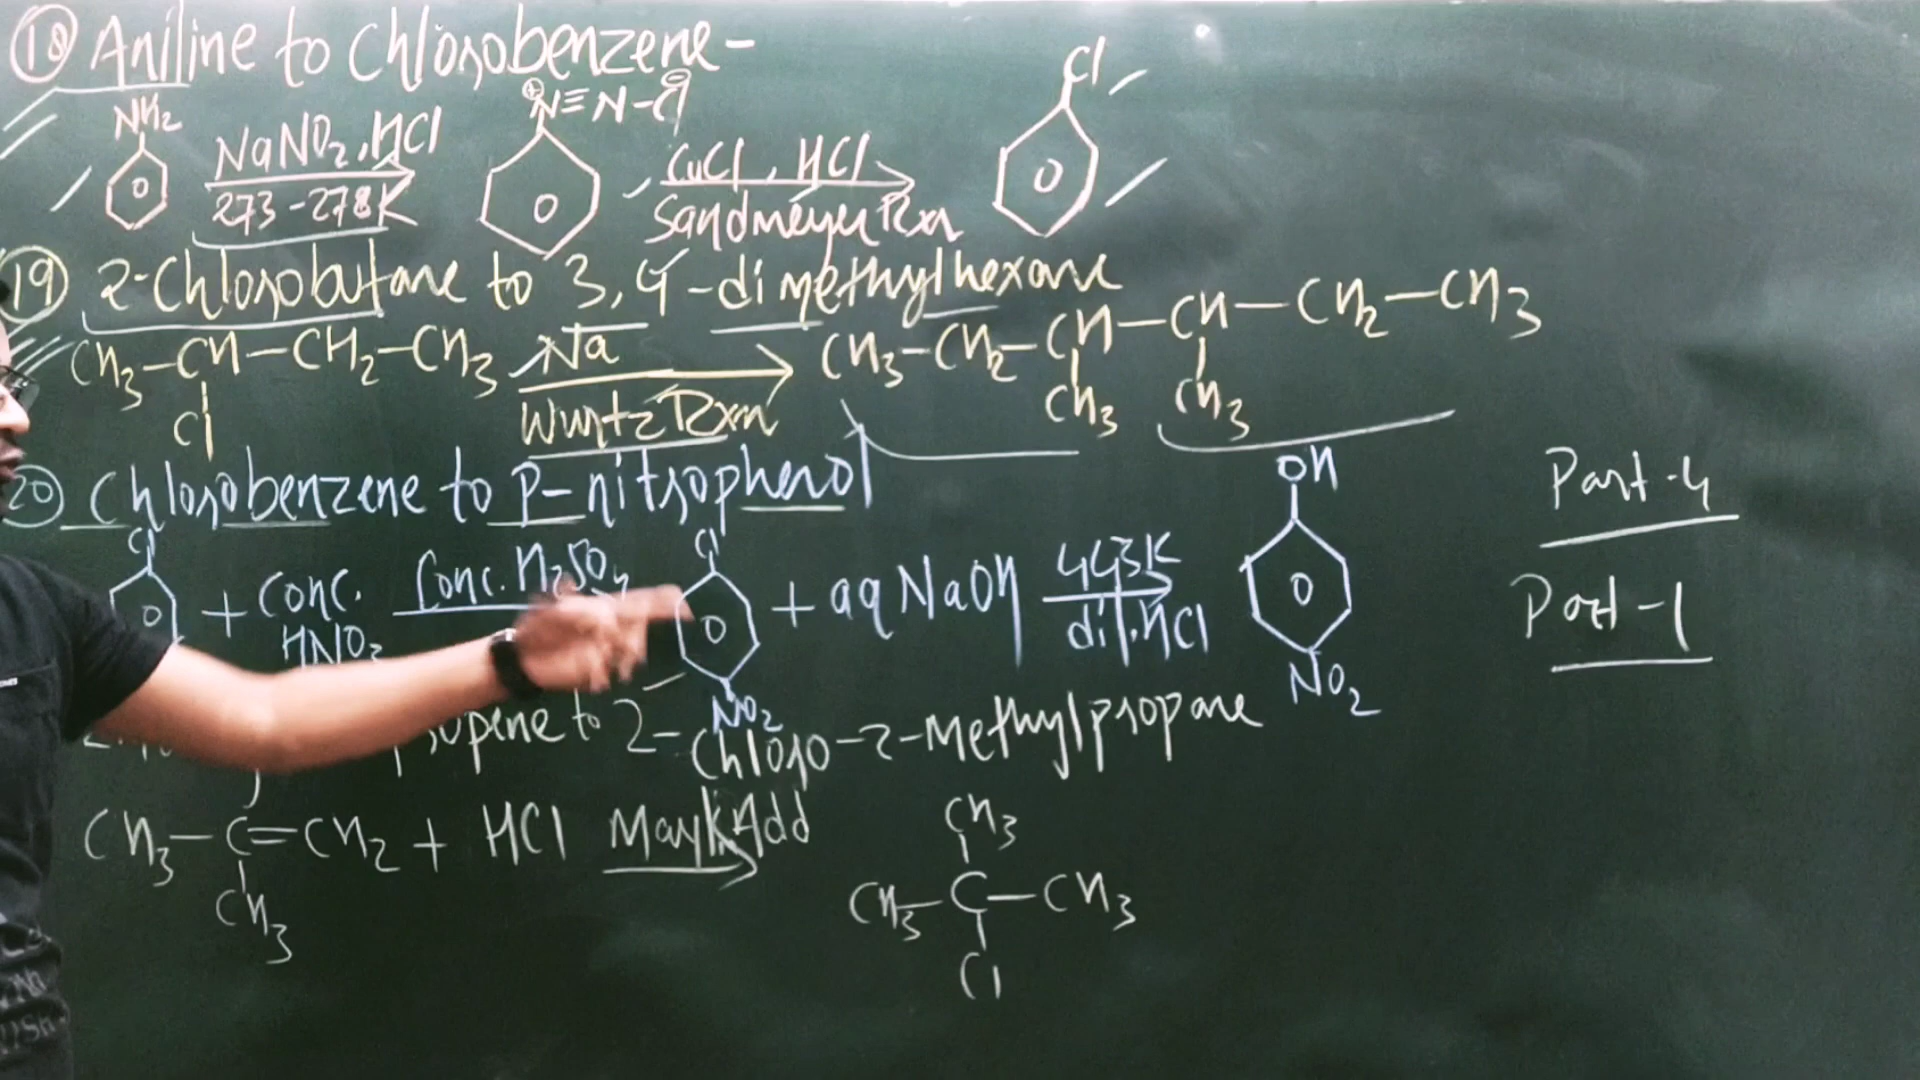 18 Aniline to Chlorobenzene-
NH2 NaNO2, HCl 273-278K ⊕N≡N-Cl⊖ CuCl, HCl Sandmeyer Rxn Cl
19 2-Chlorobutane to 3,4-dimethylhexane
CH3-CH-CH2-CH3 Na CH3-CH2-CH-CH-CH2-CH3
Cl Wurtz Rxn CH3 CH3
20 Chlorobenzene to P-nitrophenol
Part-4
Cl Cl OH
+ Conc. HNO3 Conc. H2SO4 + aq NaOH 443K dil. HCl
Part-1
NO2 NO2
to 2-Chloro-2-Methylpropane
CH3-C=CH2 + HCl Mark Add
CH3
CH3
CH3-C-CH3
Cl